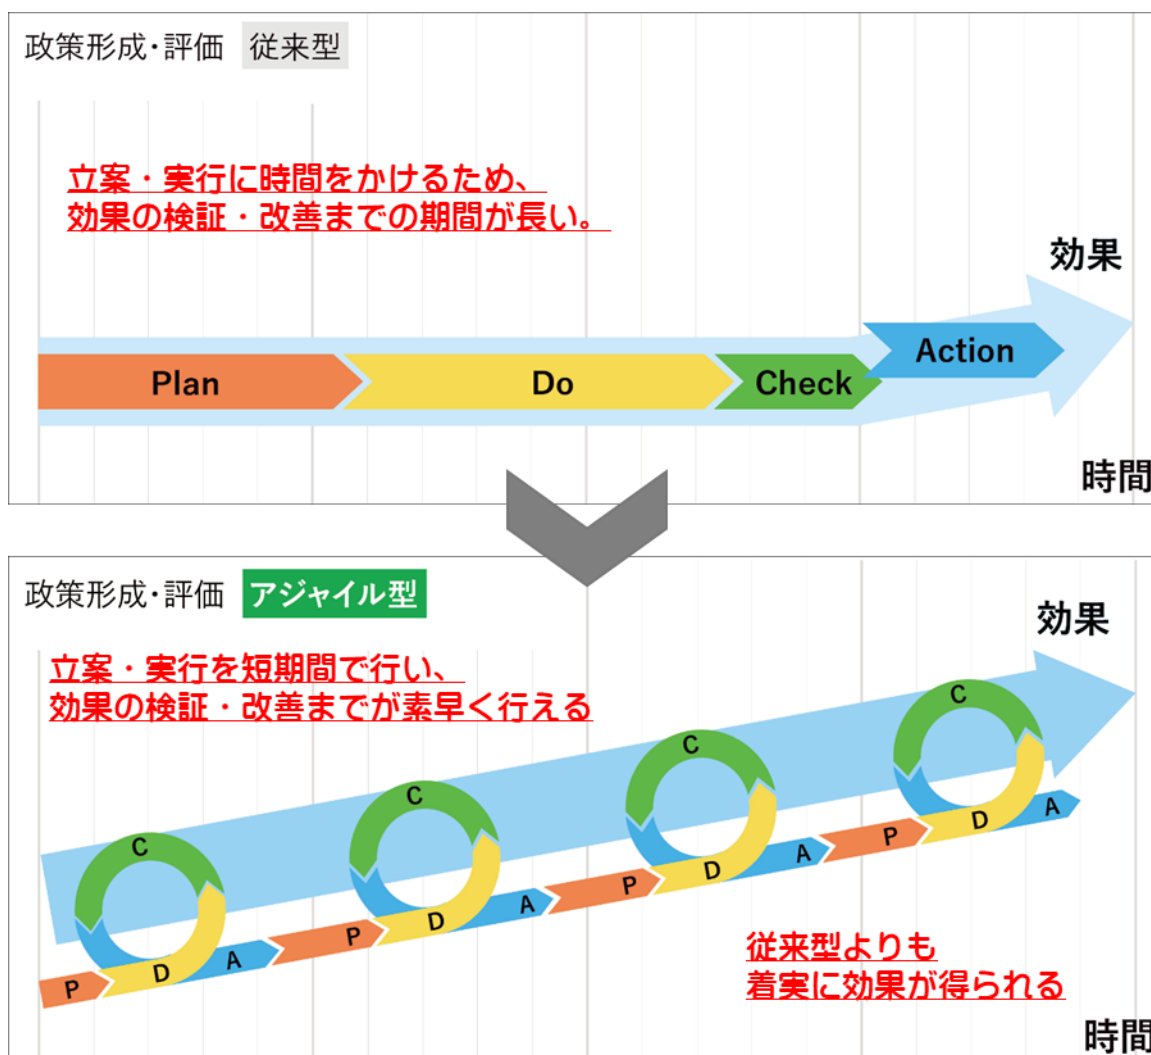 政策形成・評価 従来型
立案・実行に時間をかけるため、
効果の検証・改善までの期間が長い。
効果
Plan
Do
Check
Action
時間
政策形成・評価 アジャイル型
効果
立案・実行を短期間で行い、
効果の検証・改善までが素早く行える
P
D
C
A
P
D
C
A
P
D
C
A
P
D
C
A
従来型よりも
着実に効果が得られる
時間